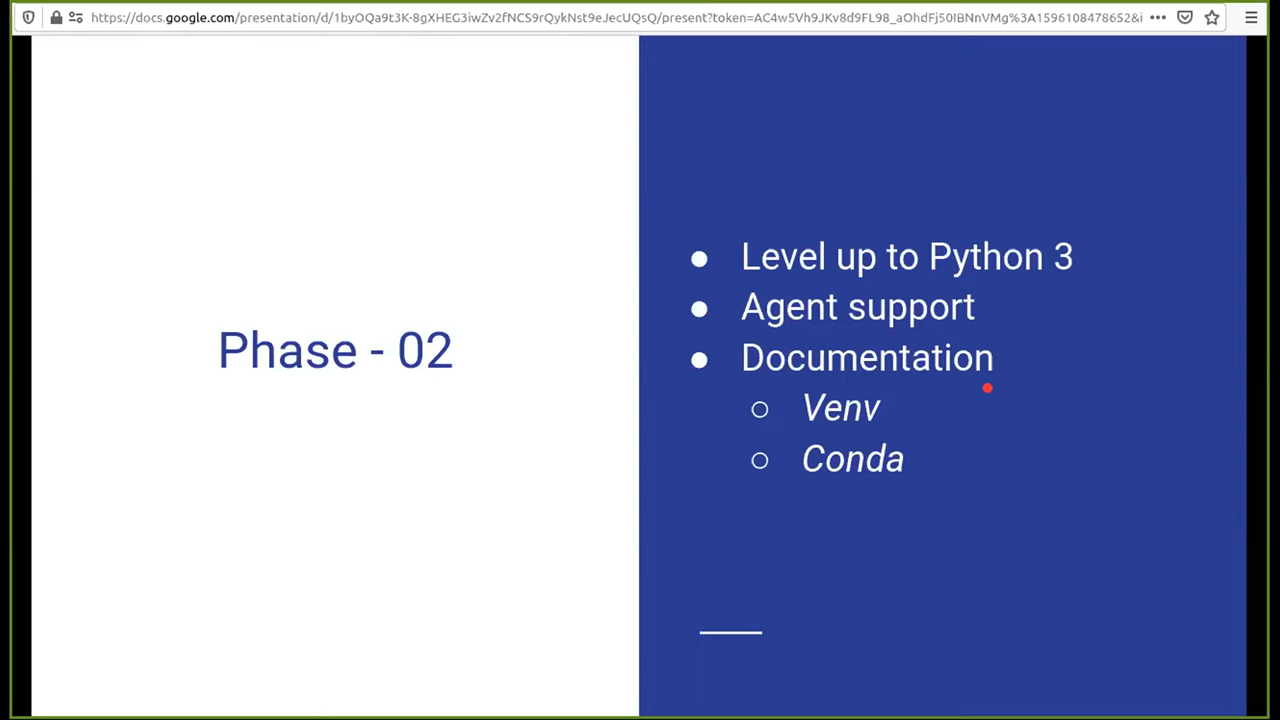 https://docs.google.com/presentation/d/1byOQa9t3K-8gXHEG3iwZv2fNCS9rQykNst9eJecUQsQ/present?token=AC4w5Vh9JKv8d9FL98_aOhdFj50IBNnVMg%3A1596108478652&i
Phase - 02
● Level up to Python 3
● Agent support
● Documentation
○ Venv
○ Conda